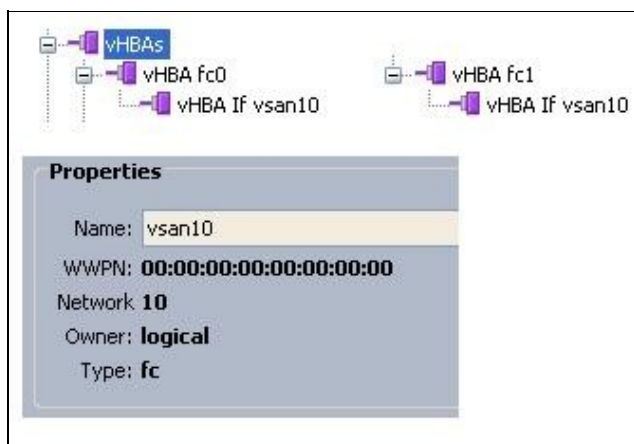 vHBAs
vHBA fc0
vHBA If vsan10
vHBA fc1
vHBA If vsan10
Properties
Name: vsan10
WWPN: 00:00:00:00:00:00:00:00
Network 10
Owner: logical
Type: fc